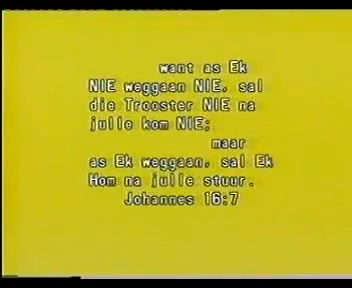 want as Ek
NIE weggaan NIE, sal
die Trooster NIE na
julle kom NIE;
maar
as Ek weggaan, sal Ek
Hom na julle stuur.
Johannes 16:7